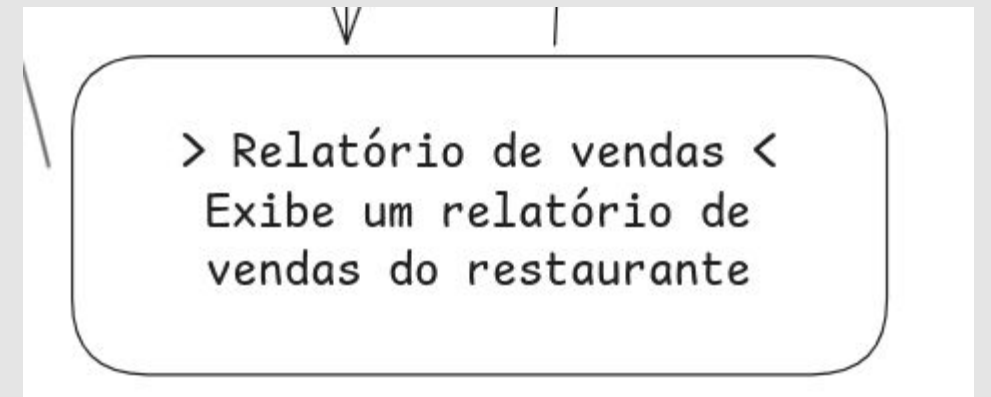 > Relatório de vendas <
Exibe um relatório de
vendas do restaurante